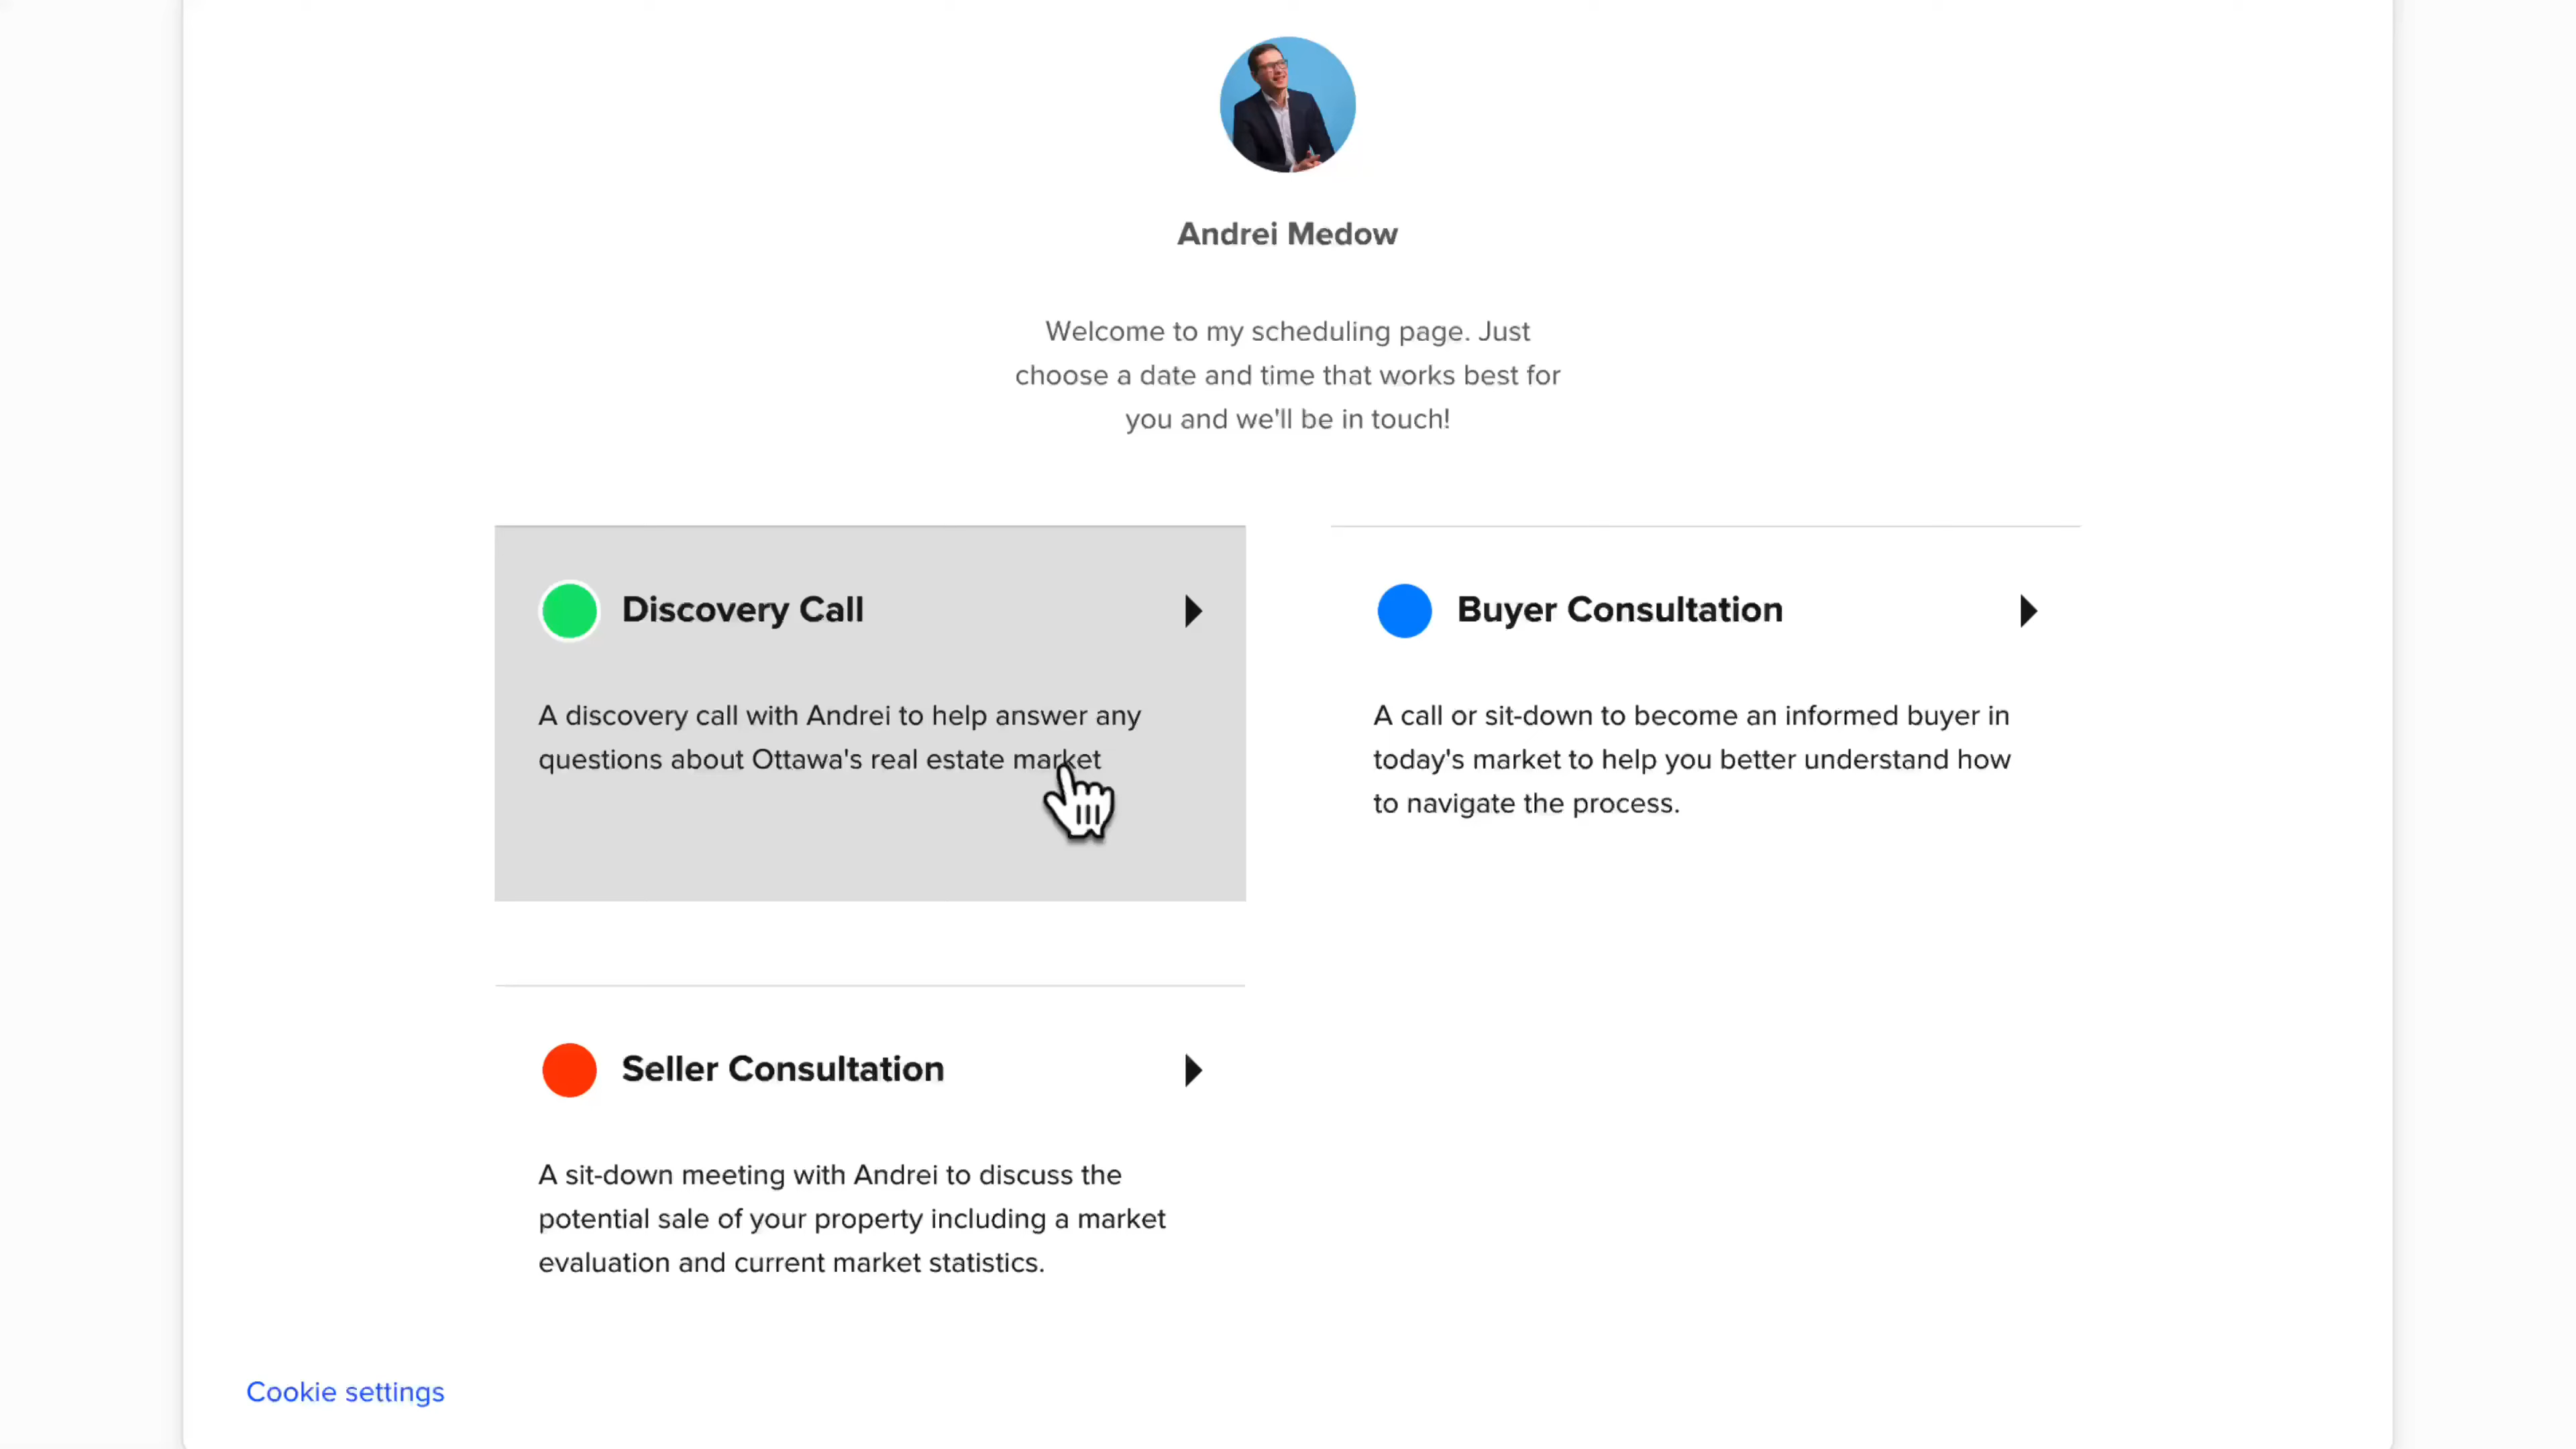 Andrei Medow
Welcome to my scheduling page. Just
choose a date and time that works best for
you and we'll be in touch!
Discovery Call
A discovery call with Andrei to help answer any
questions about Ottawa's real estate market
Buyer Consultation
A call or sit-down to become an informed buyer in
today's market to help you better understand how
to navigate the process.
Seller Consultation
A sit-down meeting with Andrei to discuss the
potential sale of your property including a market
evaluation and current market statistics.
Cookie settings